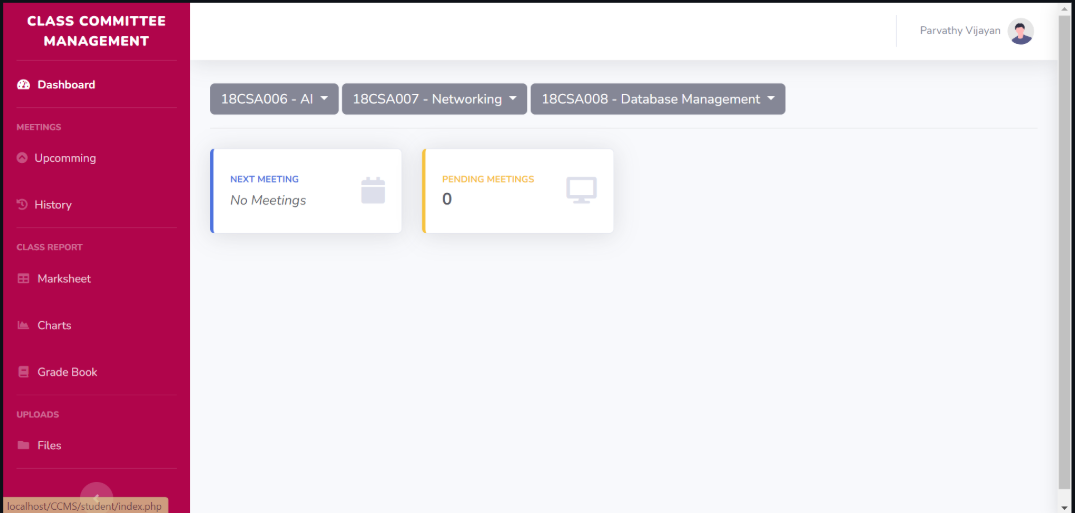 CLASS COMMITTEE
MANAGEMENT
Parvathy Vijayan
Dashboard
18CSA006 - AI
18CSA007 - Networking
18CSA008 - Database Management
MEETINGS
Upcomming
History
NEXT MEETING
No Meetings
PENDING MEETINGS
0
CLASS REPORT
Marksheet
Charts
Grade Book
UPLOADS
Files
localhost/CCMS/student/index.php